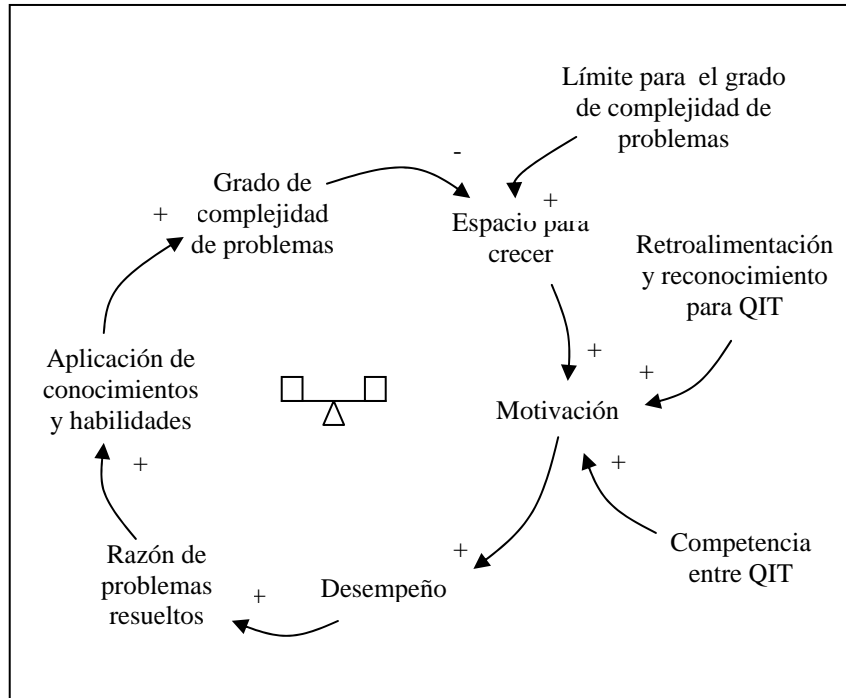 Límite para el grado
de complejidad de
problemas
-
+
Grado de
complejidad
de problemas
+
Espacio para
crecer
Retroalimentación
y reconocimiento
para QIT
+
+
Motivación
+
Aplicación de
conocimientos
y habilidades
+
Competencia
entre QIT
+
Desempeño
+
Razón de
problemas
resueltos